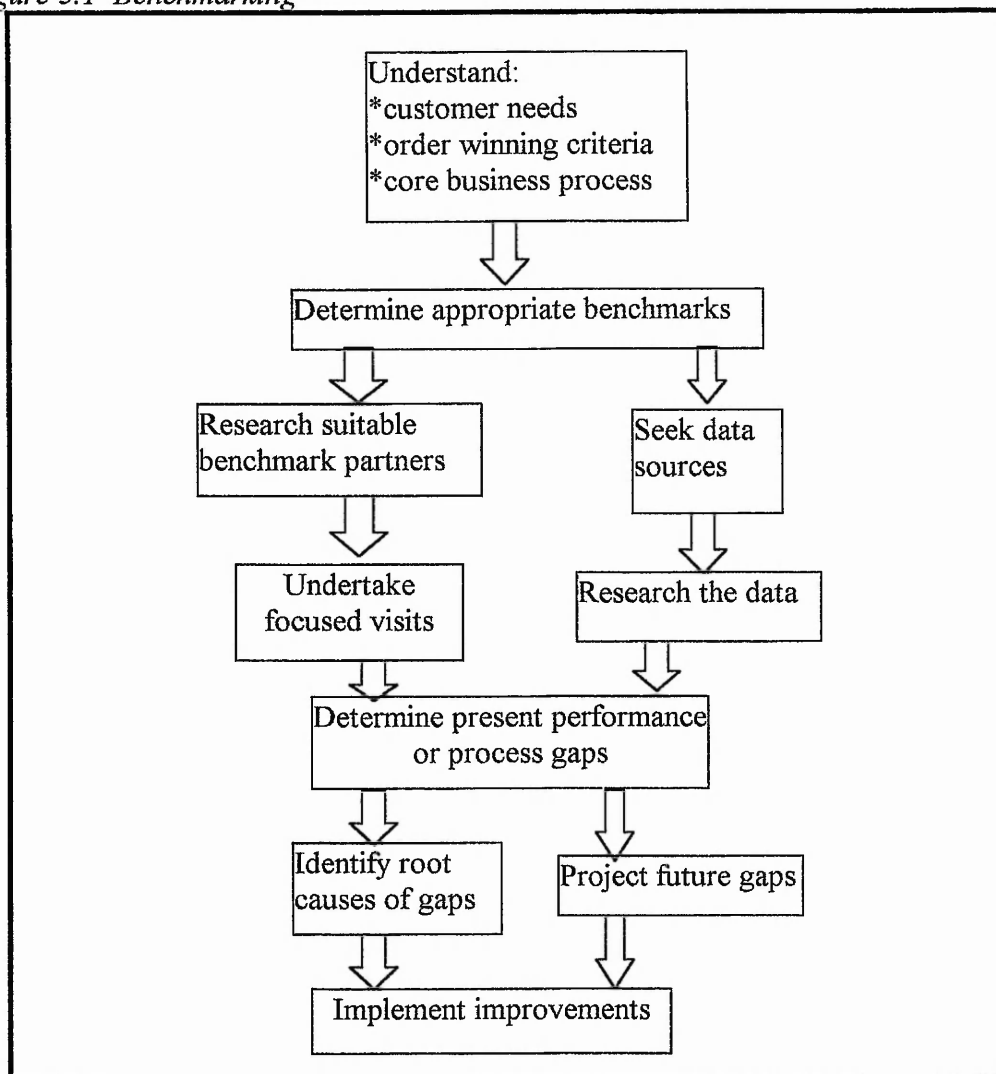 Understand:
*customer needs
*order winning criteria
*core business process
Determine appropriate benchmarks
Research suitable
benchmark partners
Seek data
sources
Undertake
focused visits
Research the data
Determine present performance
or process gaps
Identify root
causes of gaps
Project future gaps
Implement improvements